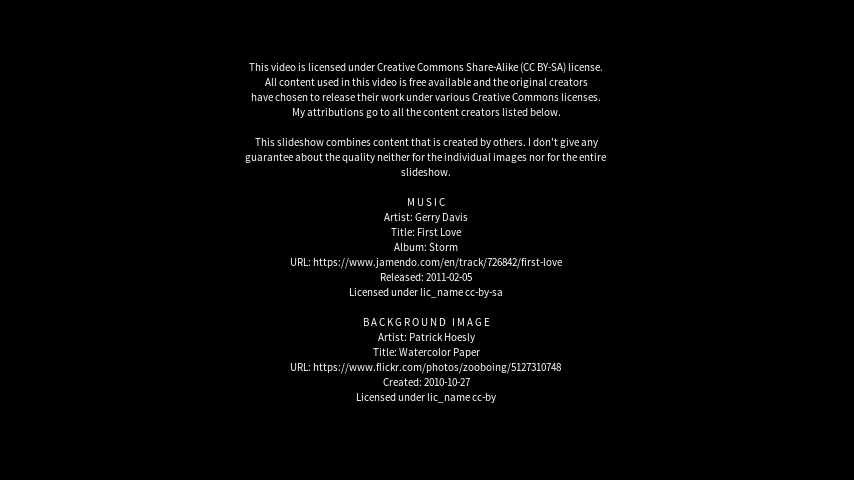 This video is licensed under Creative Commons Share-Alike (CC BY-SA) license.
All content used in this video is free available and the original creators
have chosen to release their work under various Creative Commons licenses.
My attributions go to all the content creators listed below.
This slideshow combines content that is created by others. I don't give any
guarantee about the quality neither for the individual images nor for the entire
slideshow.
MUSIC
Artist: Gerry Davis
Title: First Love
Album: Storm
URL: https://www.jamendo.com/en/track/726842/first-love
Released: 2011-02-05
Licensed under lic_name cc-by-sa
BACKGROUND IMAGE
Artist: Patrick Hoesly
Title: Watercolor Paper
URL: https://www.flickr.com/photos/zooboing/5127310748
Created: 2010-10-27
Licensed under lic_name cc-by